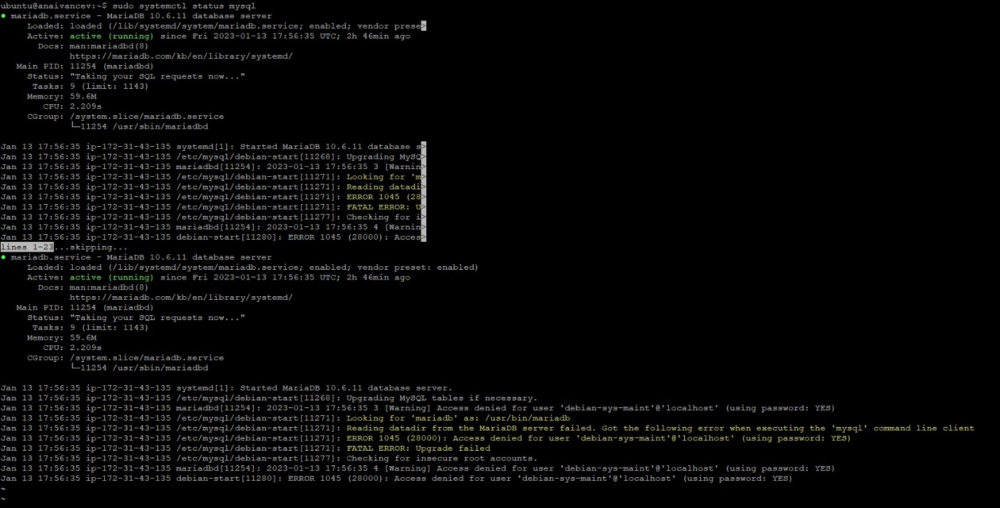 ubuntu@anaivancev:~$ sudo systemctl status mysql
● mariadb.service - MariaDB 10.6.11 database server
     Loaded: loaded (/lib/systemd/system/mariadb.service; enabled; vendor prese>
     Active: active (running) since Fri 2023-01-13 17:56:35 UTC; 2h 46min ago
       Docs: man:mariadbd(8)
             https://mariadb.com/kb/en/library/systemd/
   Main PID: 11254 (mariadbd)
     Status: "Taking your SQL requests now..."
      Tasks: 9 (limit: 1143)
     Memory: 59.6M
        CPU: 2.209s
     CGroup: /system.slice/mariadb.service
             └─11254 /usr/sbin/mariadbd
Jan 13 17:56:35 ip-172-31-43-135 systemd[1]: Started MariaDB 10.6.11 database s>
Jan 13 17:56:35 ip-172-31-43-135 /etc/mysql/debian-start[11268]: Upgrading MySQ>
Jan 13 17:56:35 ip-172-31-43-135 mariadbd[11254]: 2023-01-13 17:56:35 3 [Warnin>
Jan 13 17:56:35 ip-172-31-43-135 /etc/mysql/debian-start[11271]: Looking for 'm>
Jan 13 17:56:35 ip-172-31-43-135 /etc/mysql/debian-start[11271]: Reading datadi>
Jan 13 17:56:35 ip-172-31-43-135 /etc/mysql/debian-start[11271]: ERROR 1045 (28>
Jan 13 17:56:35 ip-172-31-43-135 /etc/mysql/debian-start[11271]: FATAL ERROR: U>
Jan 13 17:56:35 ip-172-31-43-135 /etc/mysql/debian-start[11277]: Checking for i>
Jan 13 17:56:35 ip-172-31-43-135 mariadbd[11254]: 2023-01-13 17:56:35 4 [Warnin>
Jan 13 17:56:35 ip-172-31-43-135 debian-start[11280]: ERROR 1045 (28000): Acces>
lines 1-23...skipping...
● mariadb.service - MariaDB 10.6.11 database server
     Loaded: loaded (/lib/systemd/system/mariadb.service; enabled; vendor preset: enabled)
     Active: active (running) since Fri 2023-01-13 17:56:35 UTC; 2h 46min ago
       Docs: man:mariadbd(8)
             https://mariadb.com/kb/en/library/systemd/
   Main PID: 11254 (mariadbd)
     Status: "Taking your SQL requests now..."
      Tasks: 9 (limit: 1143)
     Memory: 59.6M
        CPU: 2.209s
     CGroup: /system.slice/mariadb.service
             └─11254 /usr/sbin/mariadbd
Jan 13 17:56:35 ip-172-31-43-135 systemd[1]: Started MariaDB 10.6.11 database server.
Jan 13 17:56:35 ip-172-31-43-135 /etc/mysql/debian-start[11268]: Upgrading MySQL tables if necessary.
Jan 13 17:56:35 ip-172-31-43-135 mariadbd[11254]: 2023-01-13 17:56:35 3 [Warning] Access denied for user 'debian-sys-maint'@'localhost' (using password: YES)
Jan 13 17:56:35 ip-172-31-43-135 /etc/mysql/debian-start[11271]: Looking for 'mariadb' as: /usr/bin/mariadb
Jan 13 17:56:35 ip-172-31-43-135 /etc/mysql/debian-start[11271]: Reading datadir from the MariaDB server failed. Got the following error when executing the 'mysql' command line client
Jan 13 17:56:35 ip-172-31-43-135 /etc/mysql/debian-start[11271]: ERROR 1045 (28000): Access denied for user 'debian-sys-maint'@'localhost' (using password: YES)
Jan 13 17:56:35 ip-172-31-43-135 /etc/mysql/debian-start[11271]: FATAL ERROR: Upgrade failed
Jan 13 17:56:35 ip-172-31-43-135 /etc/mysql/debian-start[11277]: Checking for insecure root accounts.
Jan 13 17:56:35 ip-172-31-43-135 mariadbd[11254]: 2023-01-13 17:56:35 4 [Warning] Access denied for user 'debian-sys-maint'@'localhost' (using password: YES)
Jan 13 17:56:35 ip-172-31-43-135 debian-start[11280]: ERROR 1045 (28000): Access denied for user 'debian-sys-maint'@'localhost' (using password: YES)
~
~